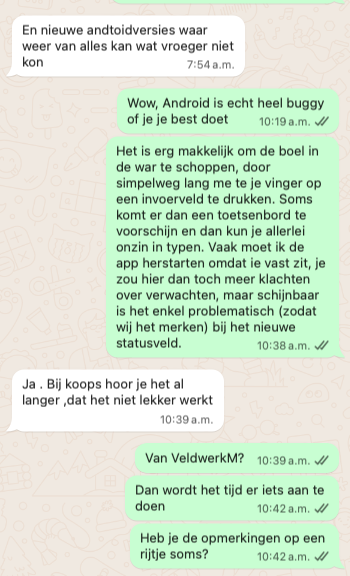 En nieuwe andtoidversies waar
weer van alles kan wat vroeger niet
kon
7:54 a.m.
Wow, Android is echt heel buggy
of je je best doet
10:19 a.m.
Het is erg makkelijk om de boel in
de war te schoppen, door
simpelweg lang me te je vinger op
een invoerveld te drukken. Soms
komt er dan een toetsenbord te
voorschijn en dan kun je allerlei
onzin in typen. Vaak moet ik de
app herstarten omdat ie vast zit, je
zou hier dan toch meer klachten
over verwachten, maar schijnbaar
is het enkel problematisch (zodat
wij het merken) bij het nieuwe
statusveld.
10:38 a.m.
Ja . Bij koops hoor je het al
langer ,dat het niet lekker werkt
10:39 a.m.
Van VeldwerkM?
10:39 a.m.
Dan wordt het tijd er iets aan te
doen
10:42 a.m.
Heb je de opmerkingen op een
rijtje soms?
10:42 a.m.